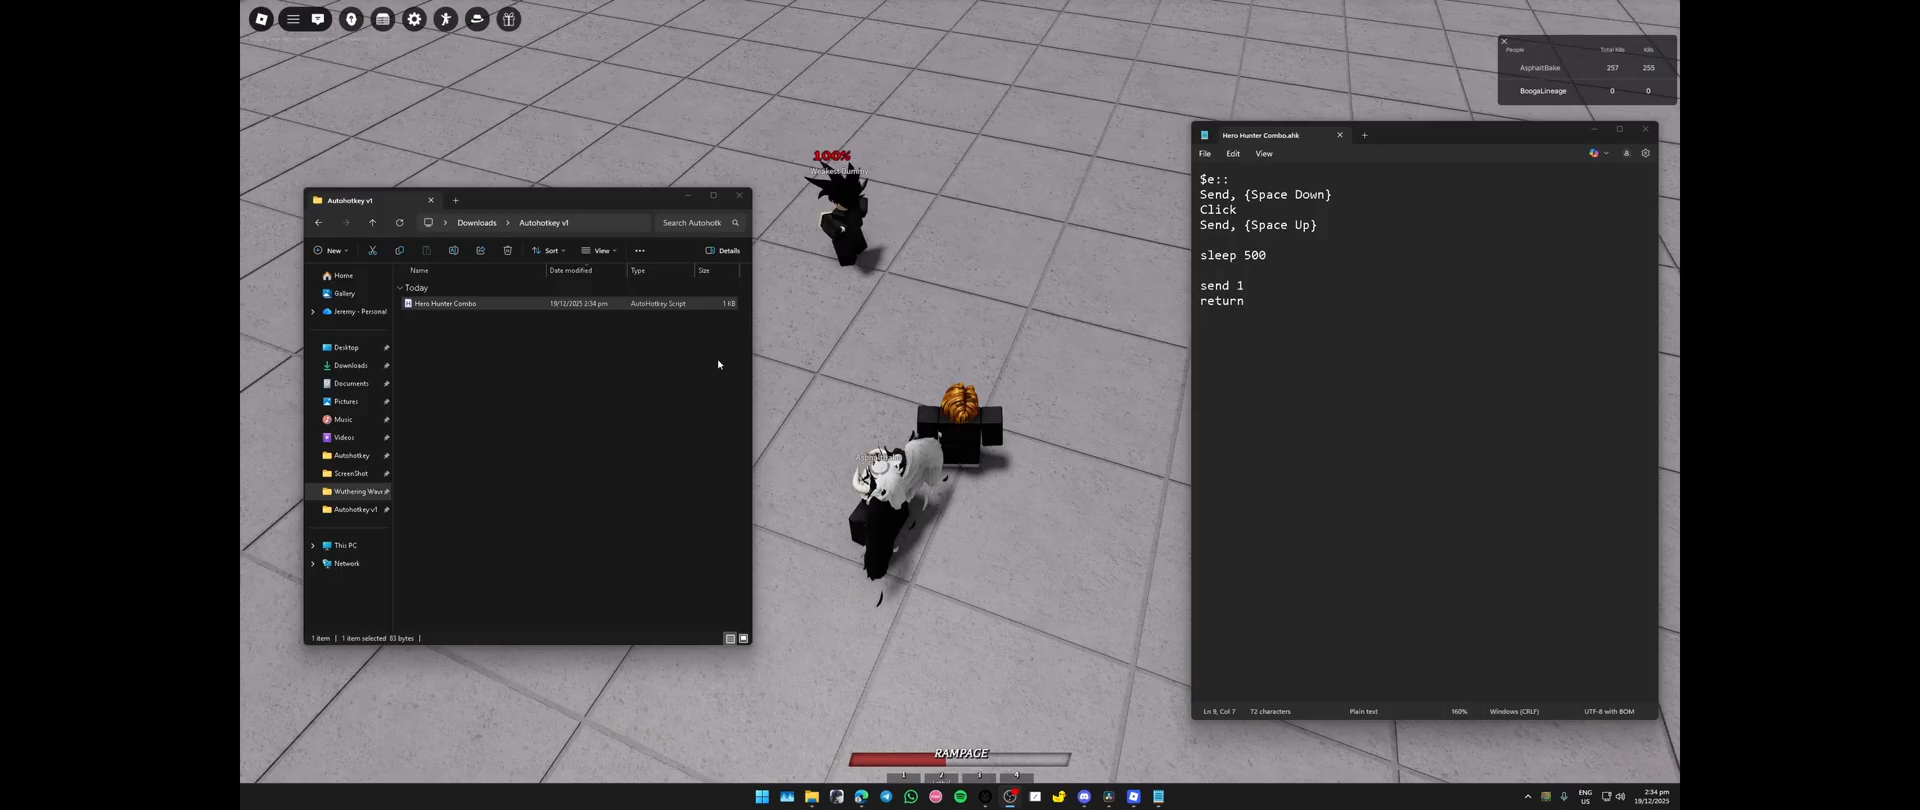 People Total Kills Kills
AsphaltBake 257 255
BoogaLineage 0 0
100%
Weakest Dummy
Autohotkey v1
Downloads > Autohotkey v1
Search Autohotk
New
Sort
View
Details
Name Date modified Type Size
Today
Hero Hunter Combo 19/12/2025 2:34 pm AutoHotkey Script 1 KB
Home
Gallery
Jeremy - Personal
Desktop
Downloads
Documents
Pictures
Music
Videos
Autohotkey
ScreenShot
Wuthering Wave
Autohotkey v1
This PC
Network
1 item 1 item selected 83 bytes
Hero Hunter Combo.ahk
File Edit View
$e::
Send, {Space Down}
Click
Send, {Space Up}
sleep 500
send 1
return
Ln 9, Col 7 72 characters Plain text 160% Windows (CRLF) UTF-8 with BOM
RAMPAGE
1 2 3 4
ENG
US
2:34 pm
19/12/2025